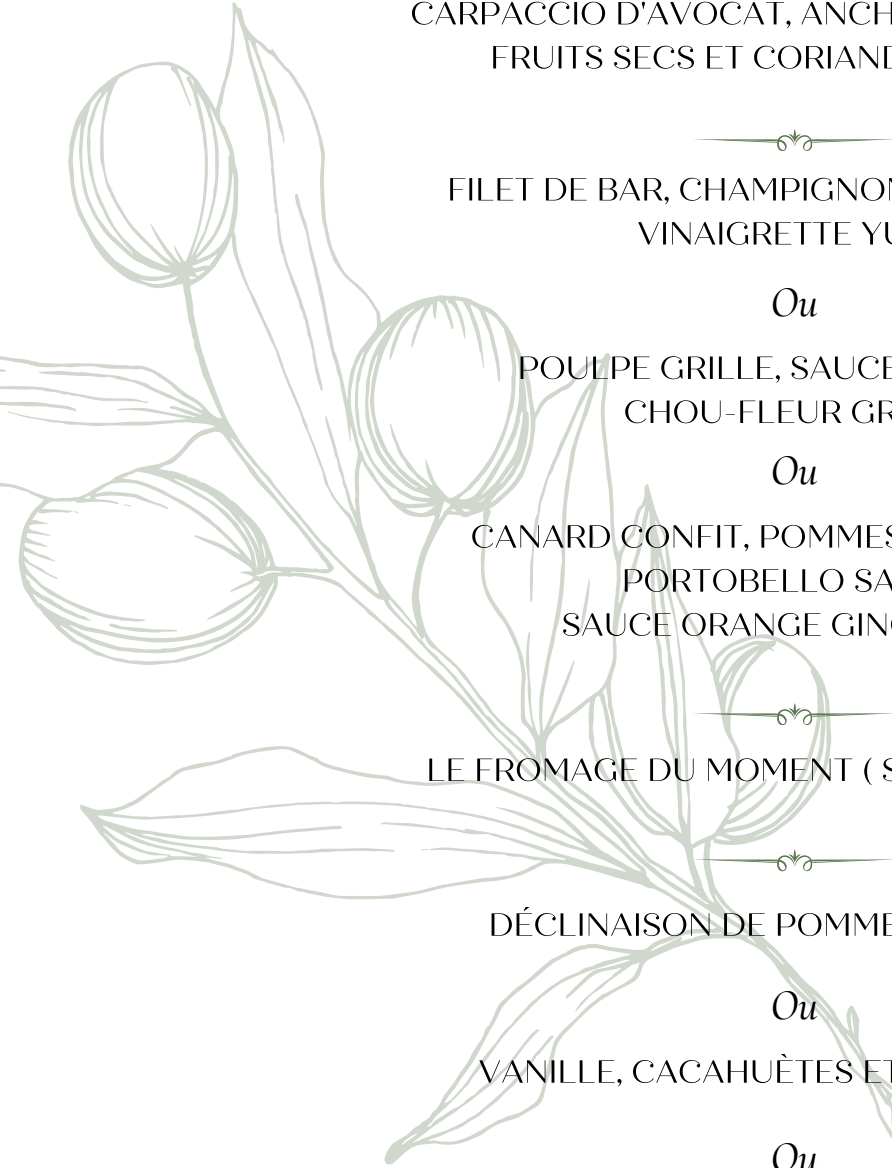 CARPACCIO D'AVOCAT, ANCH
FRUITS SECS ET CORIAND
FILET DE BAR, CHAMPIGNON
VINAIGRETTE YU
Ou
POULPE GRILLE, SAUCE
CHOU-FLEUR GR
Ou
CANARD CONFIT, POMMES
PORTOBELLO SA
SAUCE ORANGE GING
LE FROMAGE DU MOMENT ( S
DÉCLINAISON DE POMME
Ou
VANILLE, CACAHUÈTES ET
Ou